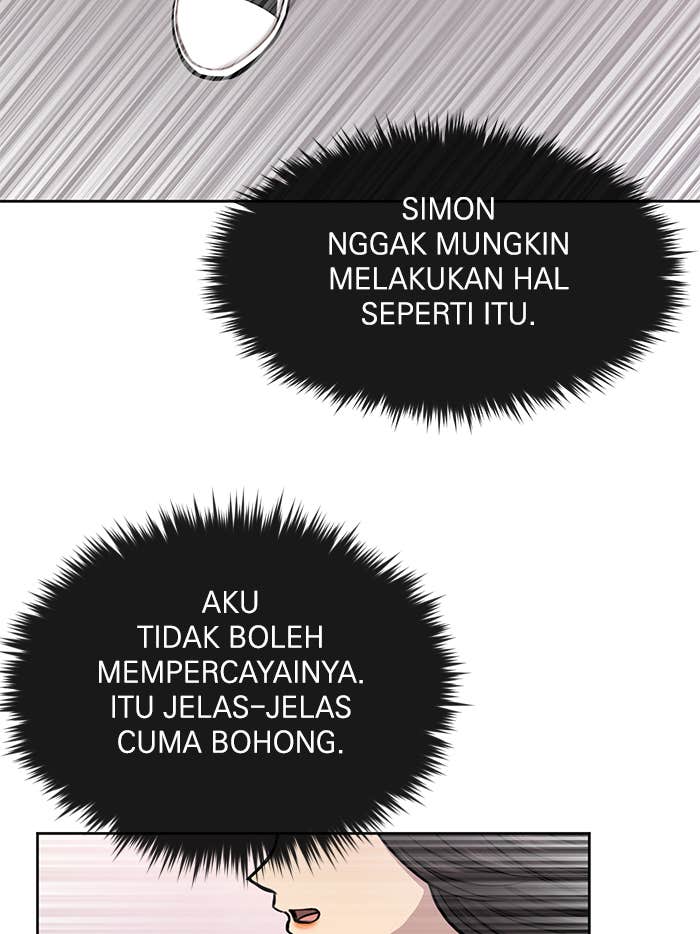 SIMON
NGGAK MUNGKIN
MELAKUKAN HAL
SEPERTI ITU.
AKU
TIDAK BOLEH
MEMPERCAYAINYA.
ITU JELAS-JELAS
CUMA BOHONG.